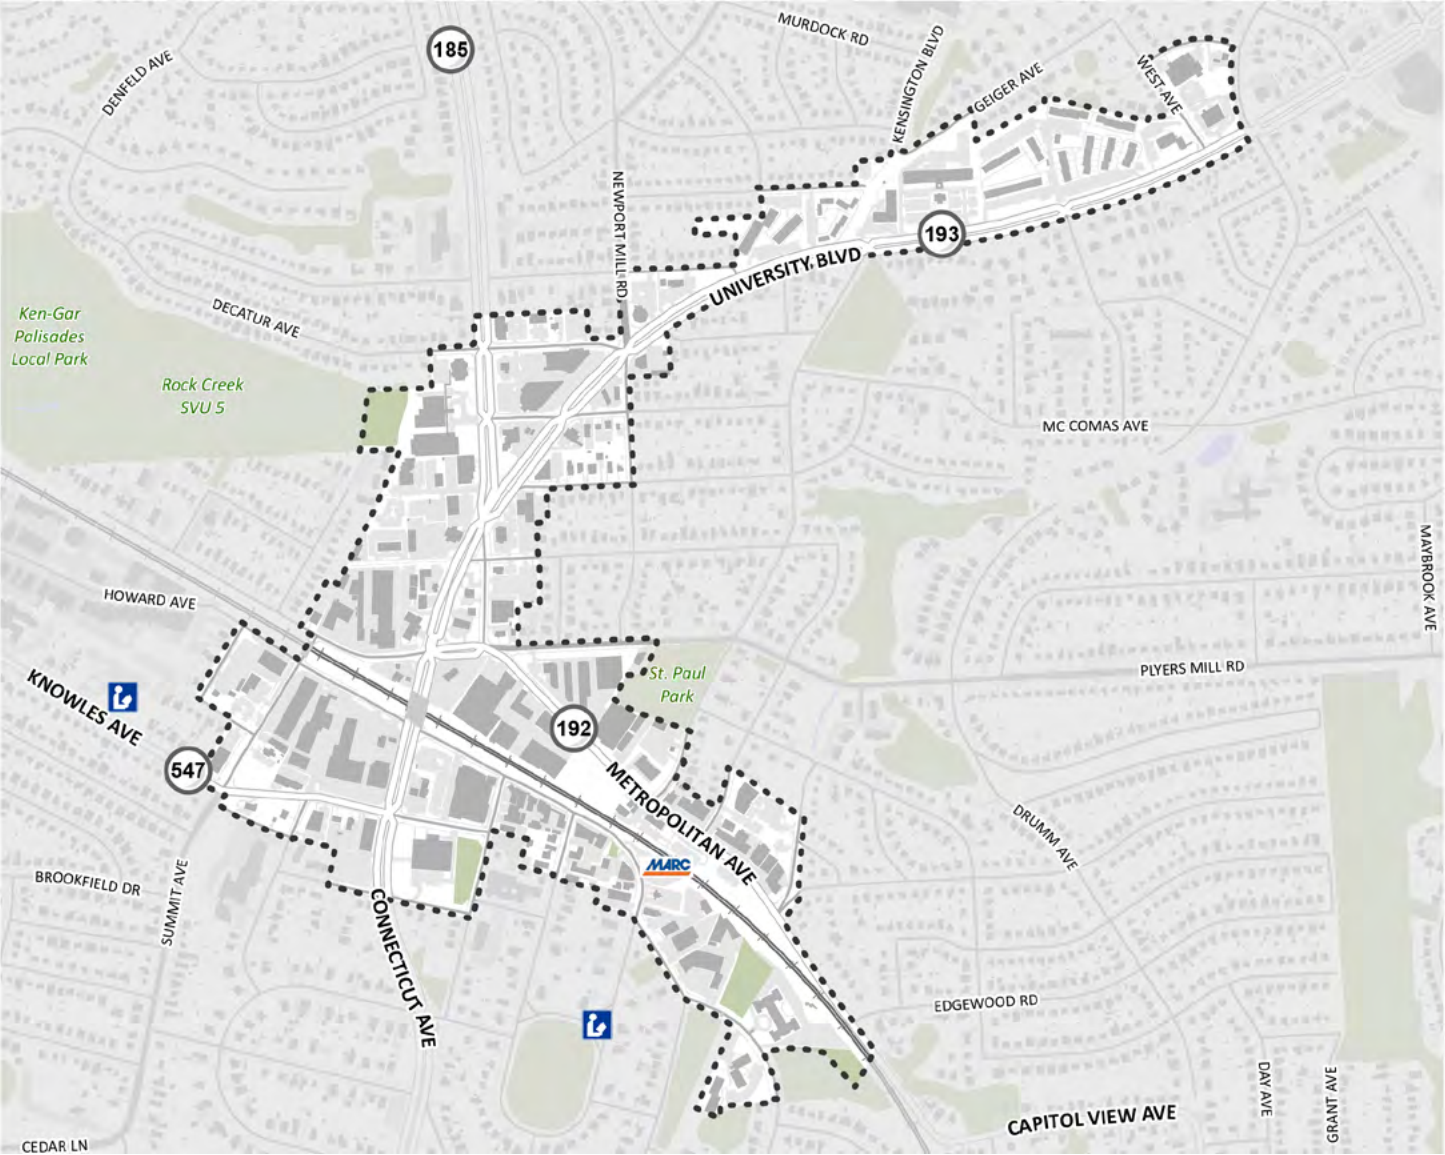 MURDOCK RD
185
KENSINGTON BLVD
DENFELD AVE
GEIGER AVE
WEST AVE
NEWPORT MILL RD
193
UNIVERSITY BLVD
Ken-Gar
Palisades
Local Park
DECATUR AVE
Rock Creek
SVU 5
MC COMAS AVE
MAYBROOK AVE
HOWARD AVE
PLYERS MILL RD
St. Paul
Park
KNOWLES AVE
192
547
METROPOLITAN AVE
DRUMM AVE
MARC
BROOKFIELD DR
SUMMIT AVE
CONNECTICUT AVE
EDGEWOOD RD
DAY AVE
GRANT AVE
CAPITOL VIEW AVE
CEDAR LN